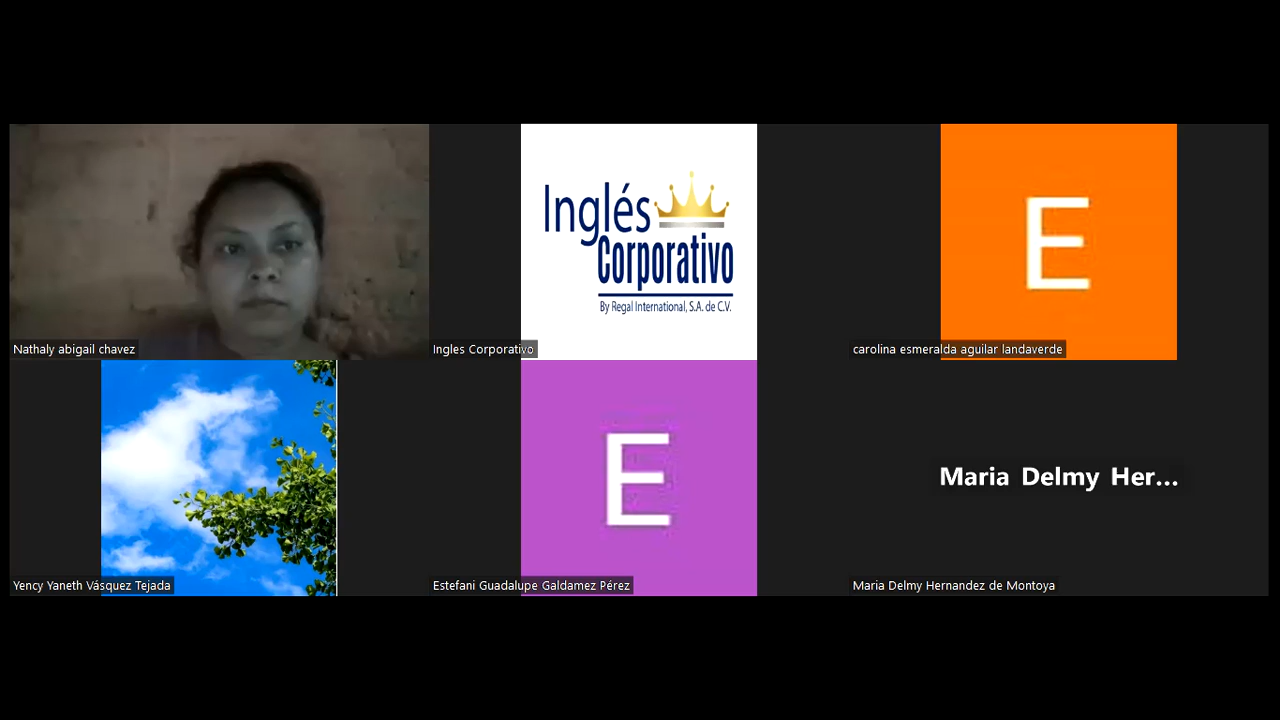 Inglés
Corporativo
By Regal International, S.A. de C.V.
E
Nathaly abigail chavez
Ingles Corporativo
carolina esmeralda aguilar landaverde
E
Maria Delmy Her...
Yency Yaneth Vásquez Tejada
Estefani Guadalupe Galdamez Pérez
Maria Delmy Hernandez de Montoya